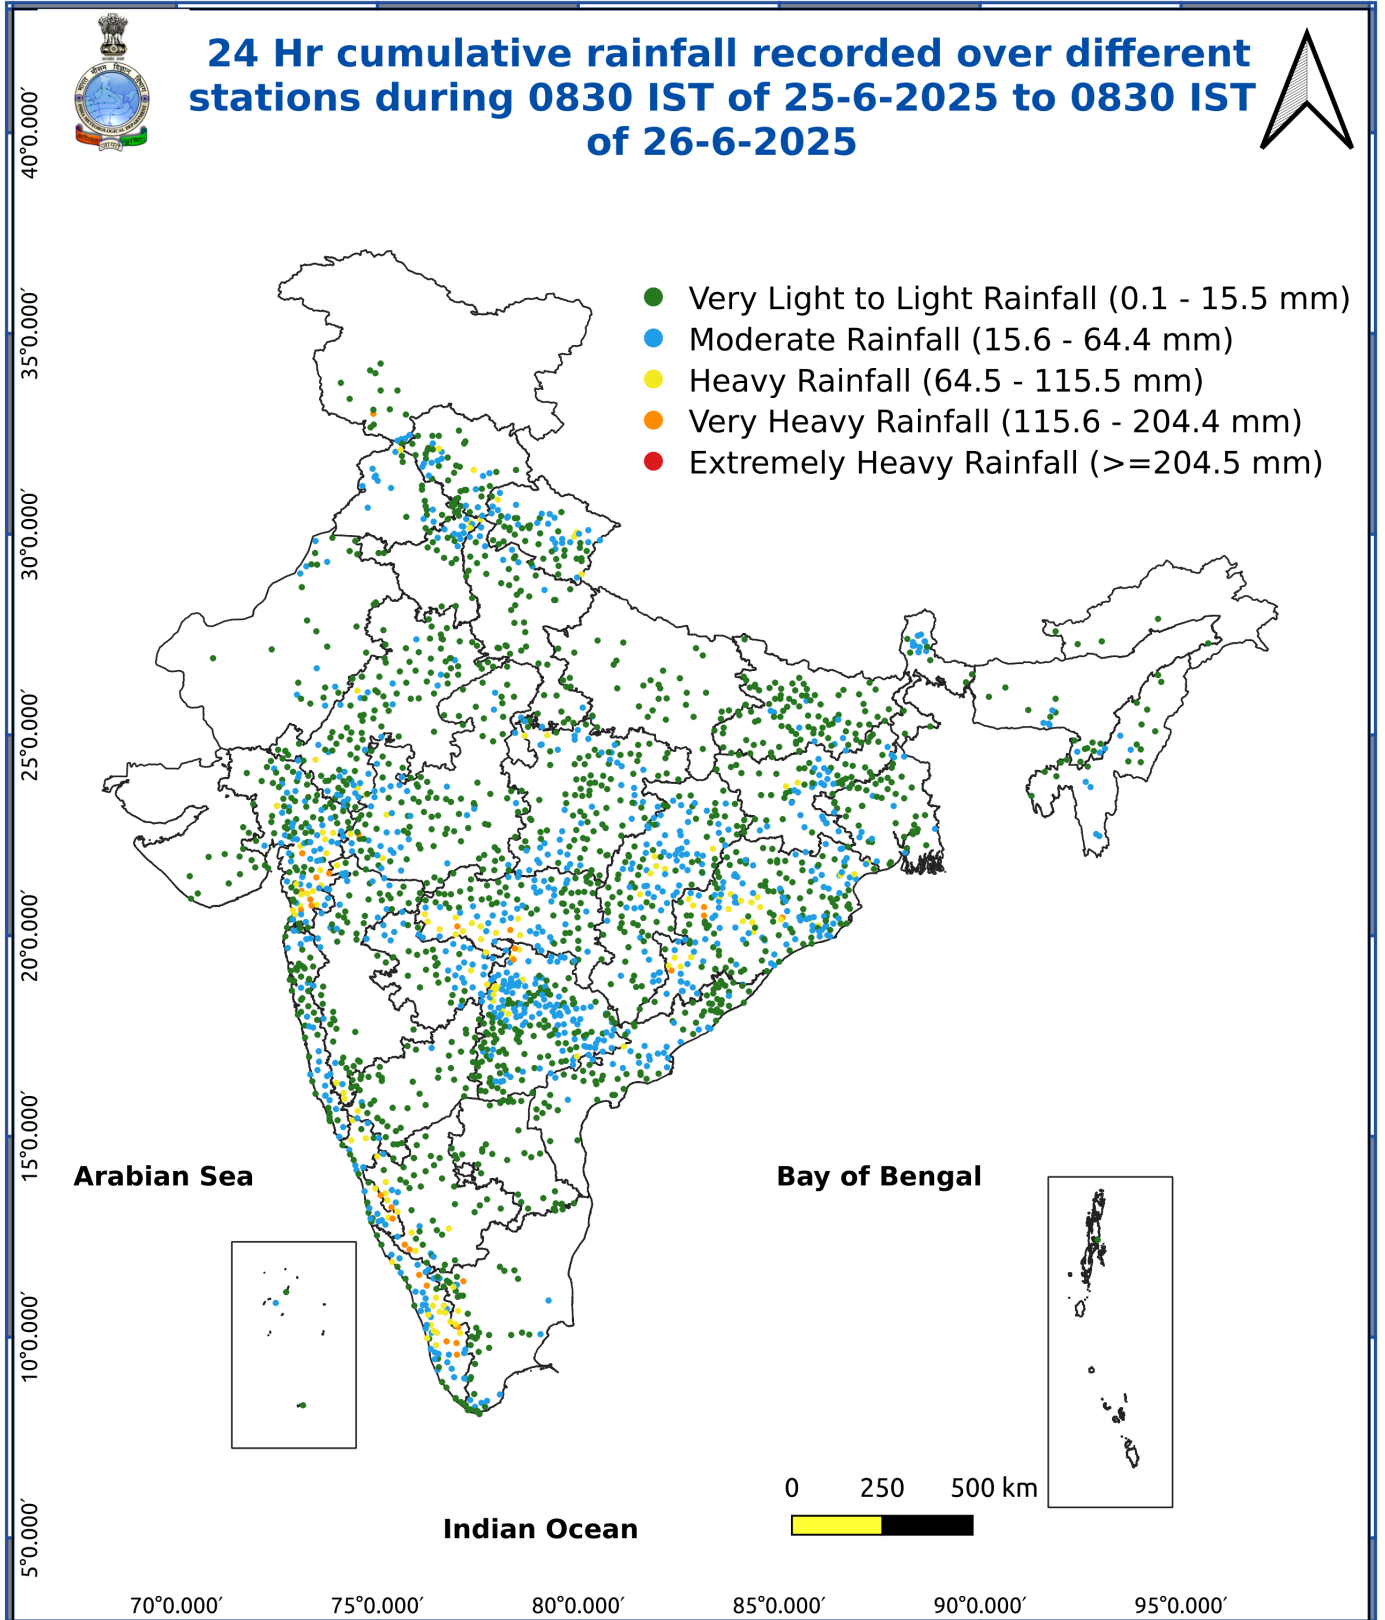 24 Hr cumulative rainfall recorded over different
stations during 0830 IST of 25-6-2025 to 0830 IST
of 26-6-2025
Very Light to Light Rainfall (0.1 - 15.5 mm)
Moderate Rainfall (15.6 - 64.4 mm)
Heavy Rainfall (64.5 - 115.5 mm)
Very Heavy Rainfall (115.6 - 204.4 mm)
Extremely Heavy Rainfall (>=204.5 mm)
40°0.000′
35°0.000′
30°0.000′
25°0.000′
20°0.000′
15°0.000′
10°0.000′
5°0.000′
Arabian Sea
Bay of Bengal
0 250 500 km
Indian Ocean
70°0.000′ 75°0.000′ 80°0.000′ 85°0.000′ 90°0.000′ 95°0.000′